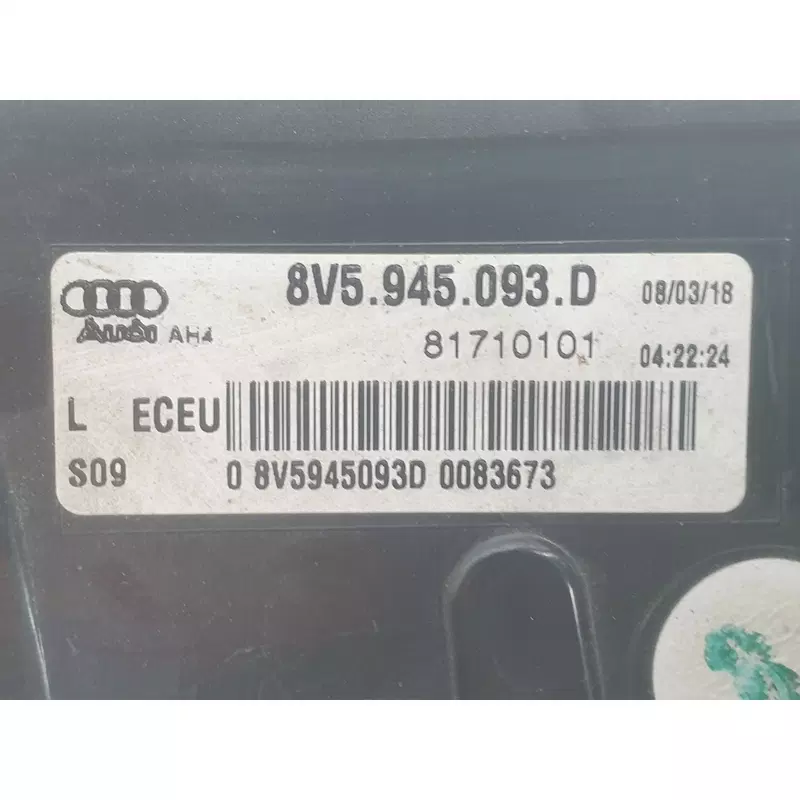 8V5.945.093.D 08/03/18
Audi AH4 81710101 04:22:24
L ECEU
S09 0 8V5945093D 0083673